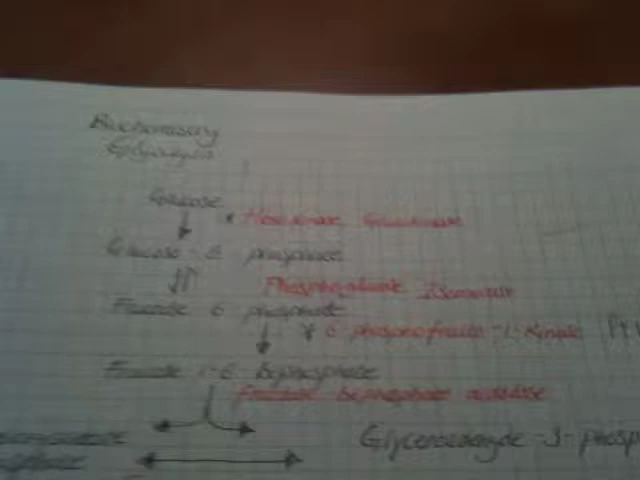 Biochemistry
Glycolysis
Glucose
* Hexokinase Glucokinase
Glucose - 6 phosphate
Phosphoglucose Isomerase
Fructose 6 phosphate
* 6 phosphofructo-1-Kinase
Fructose 1-6 Bisphosphate
Fructose bisphosphate aldolase
Glyceraldehyde-3-phosp